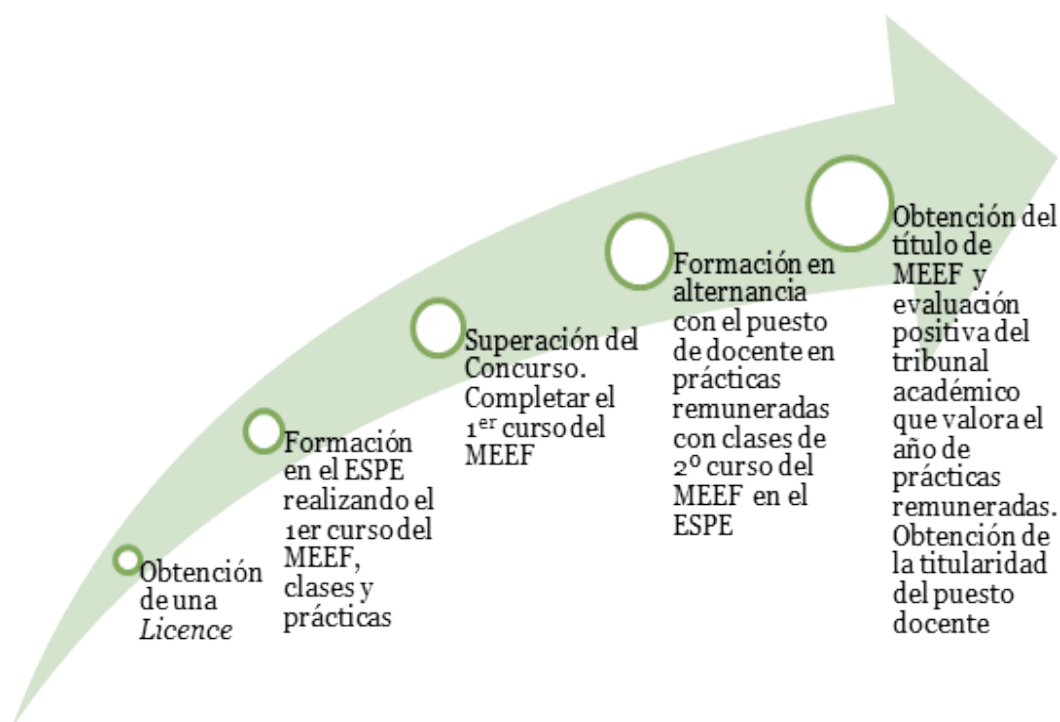 Obtención
de una
Licence
Formación
en el ESPE
realizando el
1er curso del
MEEF,
clases y
prácticas
Superación del
Concurso.
Completar el
1er curso del
MEEF
Formación en
alternancia
con el puesto
de docente en
prácticas
remuneradas
con clases de
2º curso del
MEEF en el
ESPE
Obtención del
título de
MEEF y
evaluación
positiva del
tribunal
académico
que valora el
año de
prácticas
remuneradas.
Obtención de
la titularidad
del puesto
docente